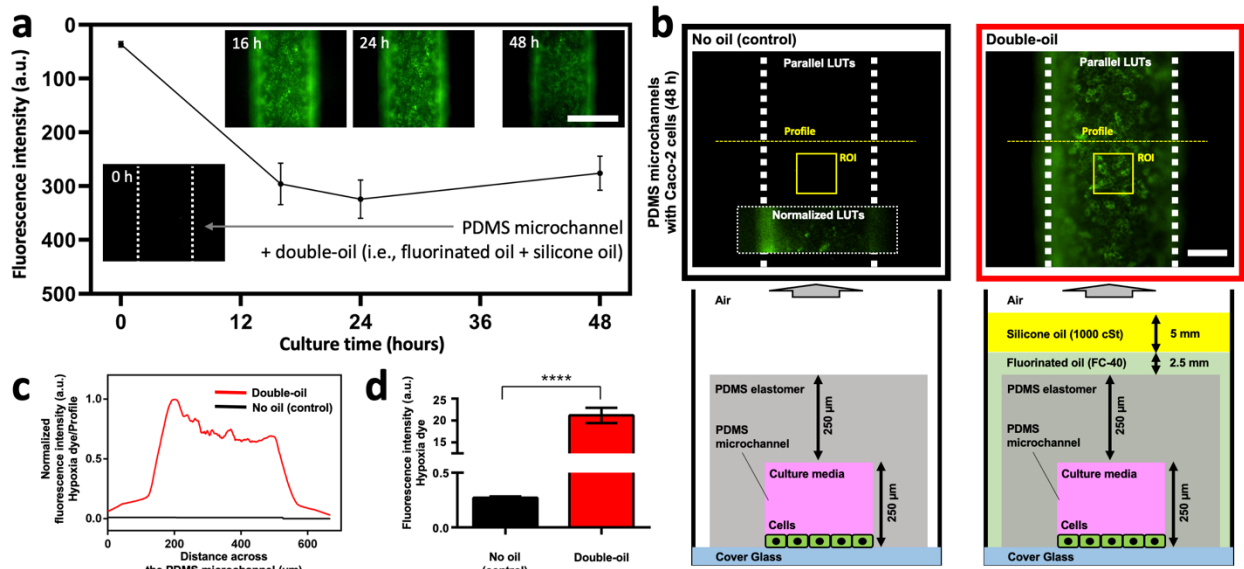 a
Fluorescence intensity (a.u.)
0
100
200
300
400
500
16 h
24 h
48 h
0 h
PDMS microchannel
+ double-oil (i.e., fluorinated oil + silicone oil)
0
12
24
36
48
Culture time (hours)
b
PDMS microchannels
with Caco-2 cells (48 h)
No oil (control)
Parallel LUTs
Profile
ROI
Normalized LUTs
Double-oil
Parallel LUTs
Profile
ROI
Air
PDMS elastomer
250 µm
PDMS
microchannel
Culture media
250 µm
Cells
Cover Glass
Air
Silicone oil (1000 cSt)
5 mm
Fluorinated oil (FC-40)
2.5 mm
PDMS elastomer
250 µm
PDMS
microchannel
Culture media
250 µm
Cells
Cover Glass
c
Normalized
fluorescence intensity (a.u.)
Hypoxia dye/Profile
1.0
0.5
0.0
Double-oil
No oil (control)
0
200
400
600
Distance across
the PDMS microchannel (µm)
d
Fluorescence intensity (a.u.)
Hypoxia dye
25
20
15
0.5
0.0
****
No oil
(control)
Double-oil